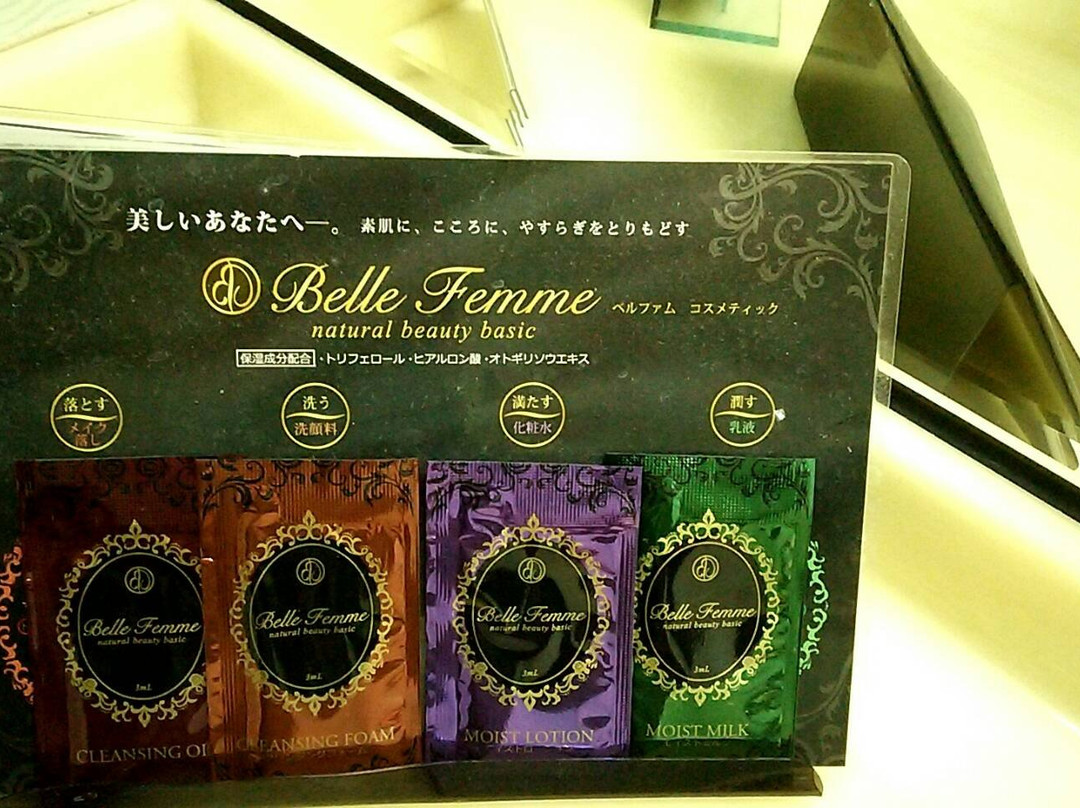 美しいあなたへ―。 素肌に、こころに、やすらぎをとりもどす
Belle Femme ベルファム コスメティック
natural beauty basic
保湿成分配合・トリフェロール・ヒアルロン酸・オトギリソウエキス
落とす
メイク
落し
洗う
洗顔料
満たす
化粧水
潤す
乳液
Belle Femme
natural beauty basic
3mL
CLEANSING OIL
Belle Femme
natural beauty basic
3mL
CLEANSING FOAM
Belle Femme
natural beauty basic
3mL
MOIST LOTION
Belle Femme
natural beauty basic
3mL
MOIST MILK